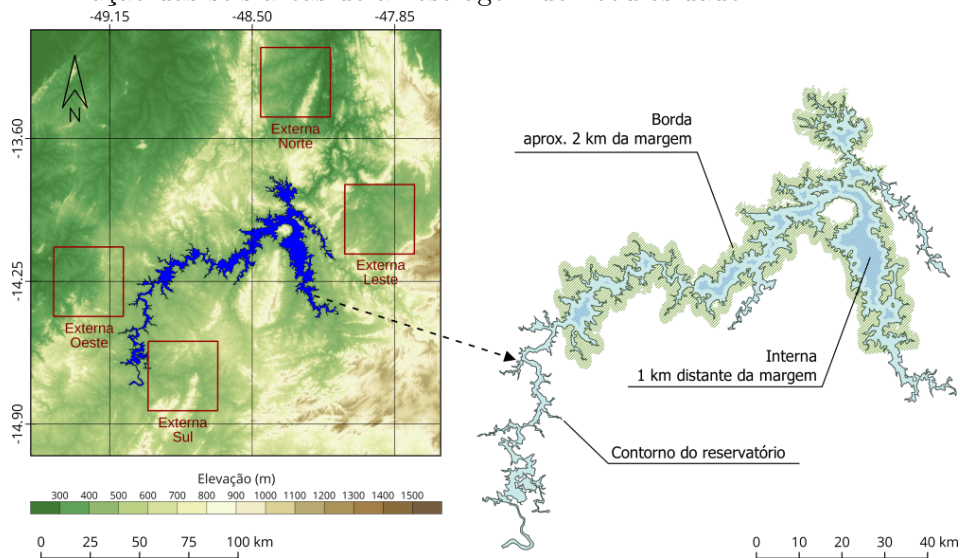 -49.15
-48.50
-47.85
-13.60
-14.25
-14.90
N
Externa
Norte
Externa
Leste
Externa
Oeste
Externa
Sul
Elevação (m)
300 400 500 600 700 800 900 1000 1100 1200 1300 1400 1500
0 25 50 75 100 km
Borda
aprox. 2 km da margem
Interna
1 km distante da margem
Contorno do reservatório
0 10 20 30 40 km